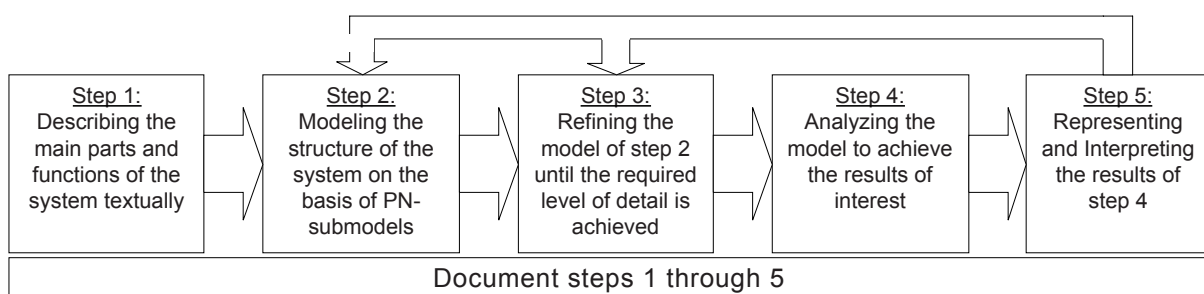 Step 1:
Describing the
main parts and
functions of the
system textually
Step 2:
Modeling the
structure of the
system on the
basis of PN-
submodels
Step 3:
Refining the
model of step 2
until the required
level of detail is
achieved
Step 4:
Analyzing the
model to achieve
the results of
interest
Step 5:
Representing
and Interpreting
the results of
step 4
Document steps 1 through 5